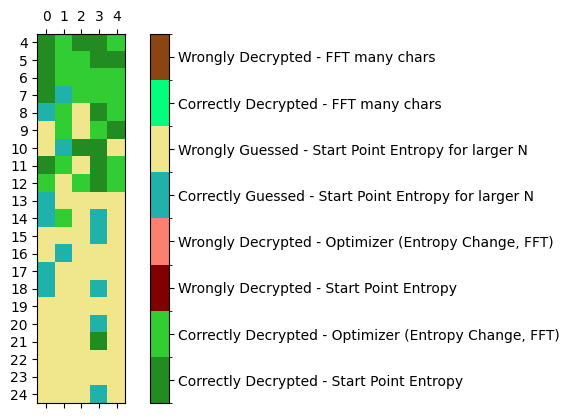 0 1 2 3 4
4
5
6
7
8
9
10
11
12
13
14
15
16
17
18
19
20
21
22
23
24
Wrongly Decrypted - FFT many chars
Correctly Decrypted - FFT many chars
Wrongly Guessed - Start Point Entropy for larger N
Correctly Guessed - Start Point Entropy for larger N
Wrongly Decrypted - Optimizer (Entropy Change, FFT)
Wrongly Decrypted - Start Point Entropy
Correctly Decrypted - Optimizer (Entropy Change, FFT)
Correctly Decrypted - Start Point Entropy